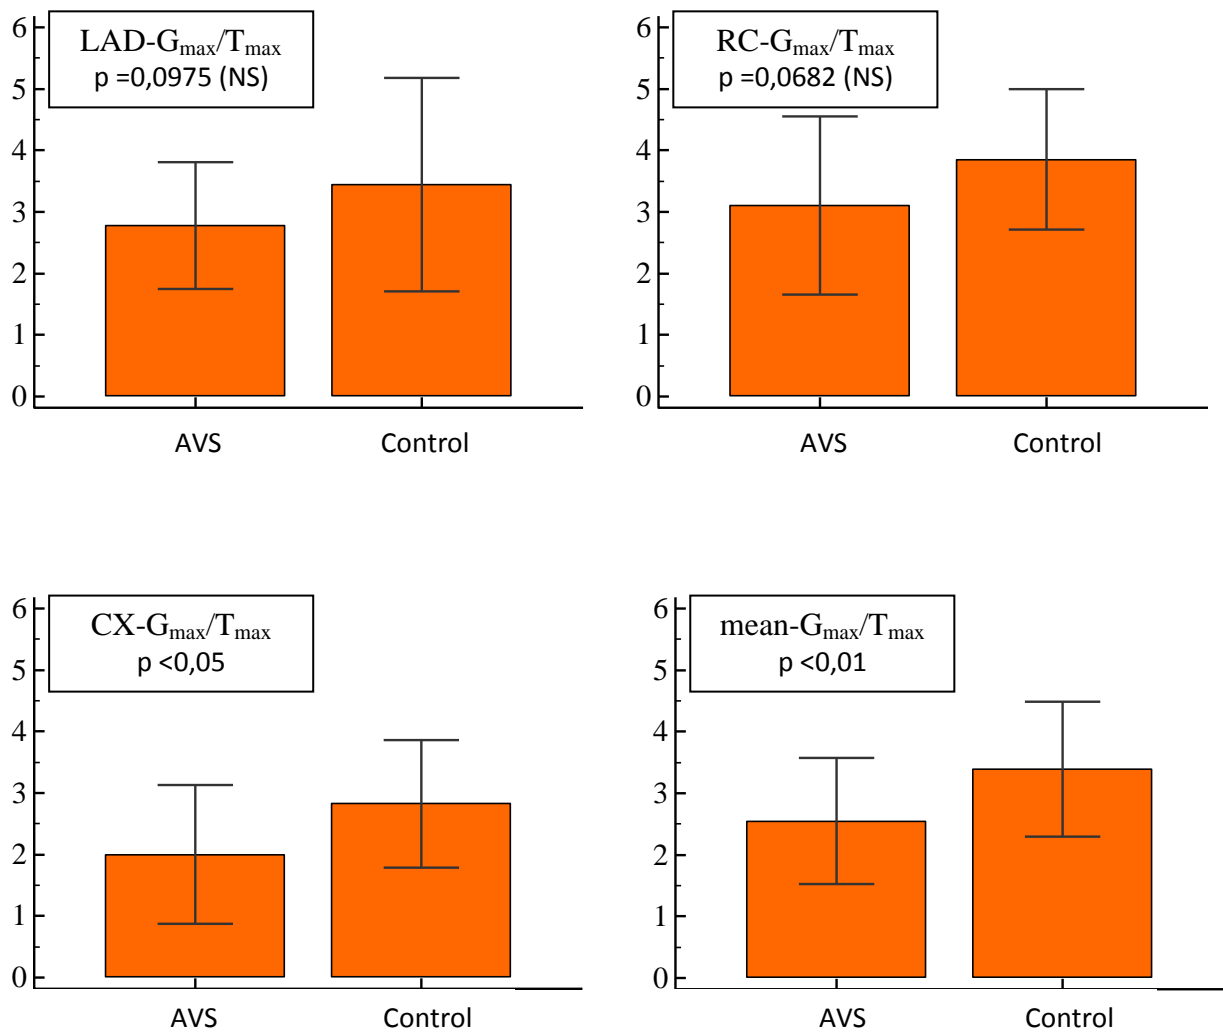 LAD-Gmax/Tmax
p =0,0975 (NS)
6
5
4
3
2
1
0
AVS Control
RC-Gmax/Tmax
p =0,0682 (NS)
6
5
4
3
2
1
0
AVS Control
CX-Gmax/Tmax
p <0,05
6
5
4
3
2
1
0
AVS Control
mean-Gmax/Tmax
p <0,01
6
5
4
3
2
1
0
AVS Control